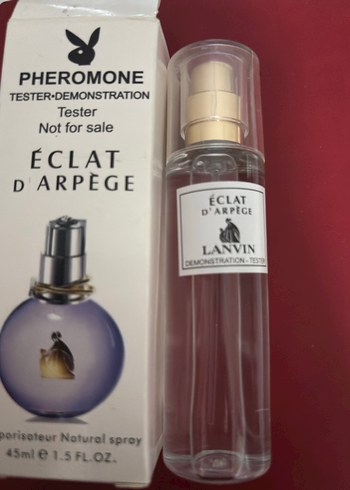 PHEROMONE
TESTER•DEMONSTRATION
Tester
Not for sale
ÉCLAT
D'ARPÈGE
porisateur Natural spray
45ml e 1.5 FL.OZ.
ÉCLAT
D'ARPÈGE
LANVIN
DEMONSTRATION - TESTER